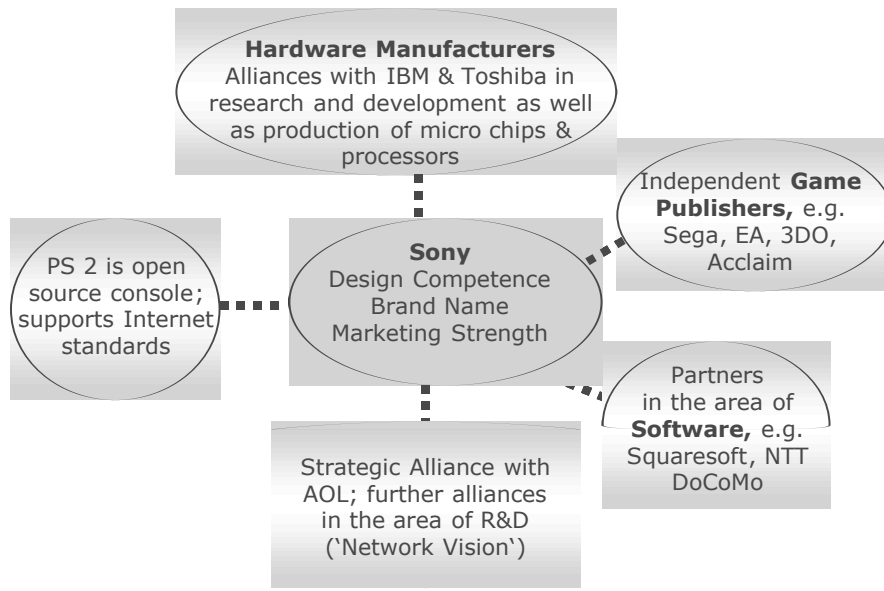 Hardware Manufacturers
Alliances with IBM & Toshiba in
research and development as well
as production of micro chips &
processors
Independent Game
Publishers, e.g.
Sega, EA, 3DO,
Acclaim
PS 2 is open
source console;
supports Internet
standards
Sony
Design Competence
Brand Name
Marketing Strength
Partners
in the area of
Software, e.g.
Squaresoft, NTT
DoCoMo
Strategic Alliance with
AOL; further alliances
in the area of R&D
(‘Network Vision‘)